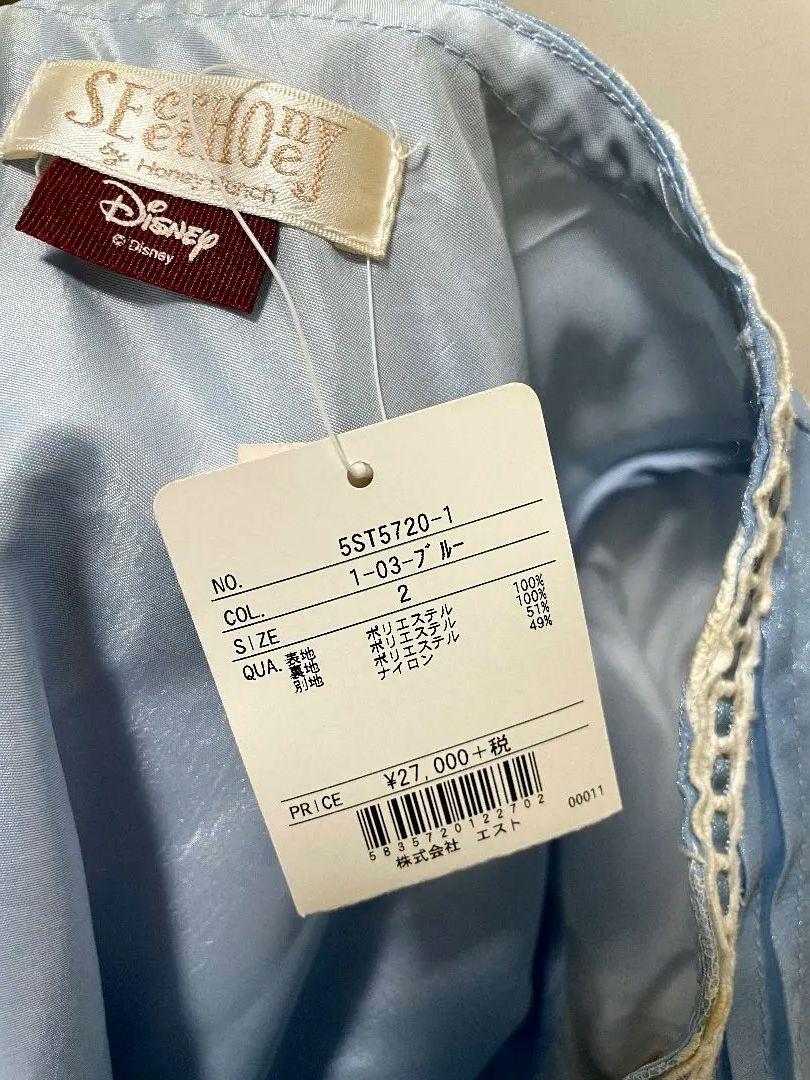 SEcrEt HOnEY
by Honey Bunch
Disney
© Disney
NO. 5ST5720-1
COL. 1-03-ブルー
SIZE 2
QUA. 表地 ポリエステル 100%
裏地 ポリエステル 100%
別地 ポリエステル 51%
ナイロン 49%
PRICE ¥27,000+税
5835720122702
00011
株式会社 エスト